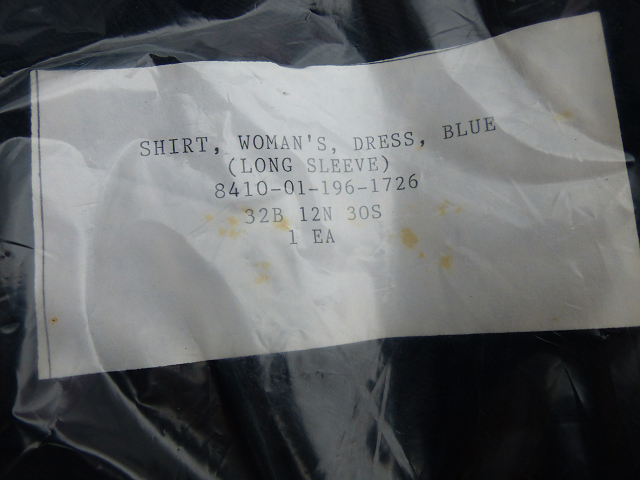 SHIRT, WOMAN'S, DRESS, BLUE
(LONG SLEEVE)
8410-01-196-1726
32B 12N 30S
1 EA